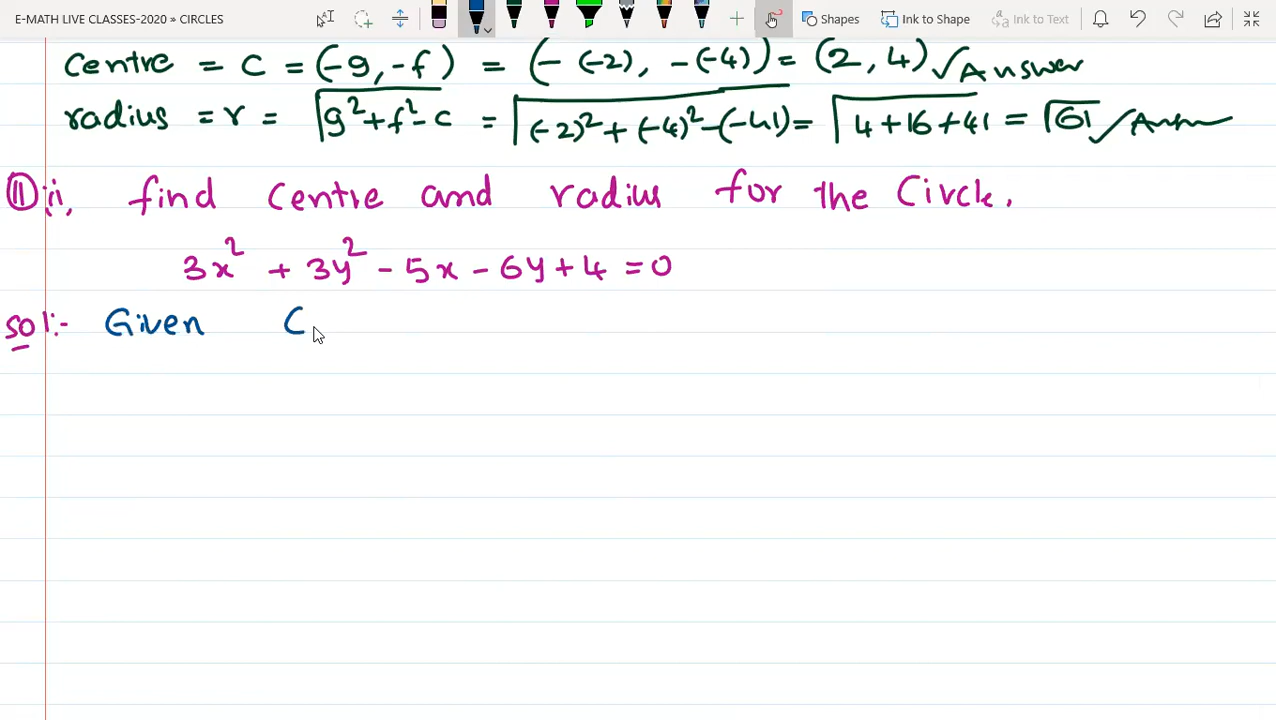 E-MATH LIVE CLASSES-2020 » CIRCLES
Shapes
Ink to Shape
Ink to Text
Centre = C = (-g, -f) = (- (-2), - (-4)) = (2, 4) √ Answer
radius = r = √g² + f² - c = √(-2)² + (-4)² - (-41) = √4 + 16 + 41 = √61
11 ii, find Centre and radius for the Circle.
3x² + 3y² - 5x - 6y + 4 = 0
sol:- Given C